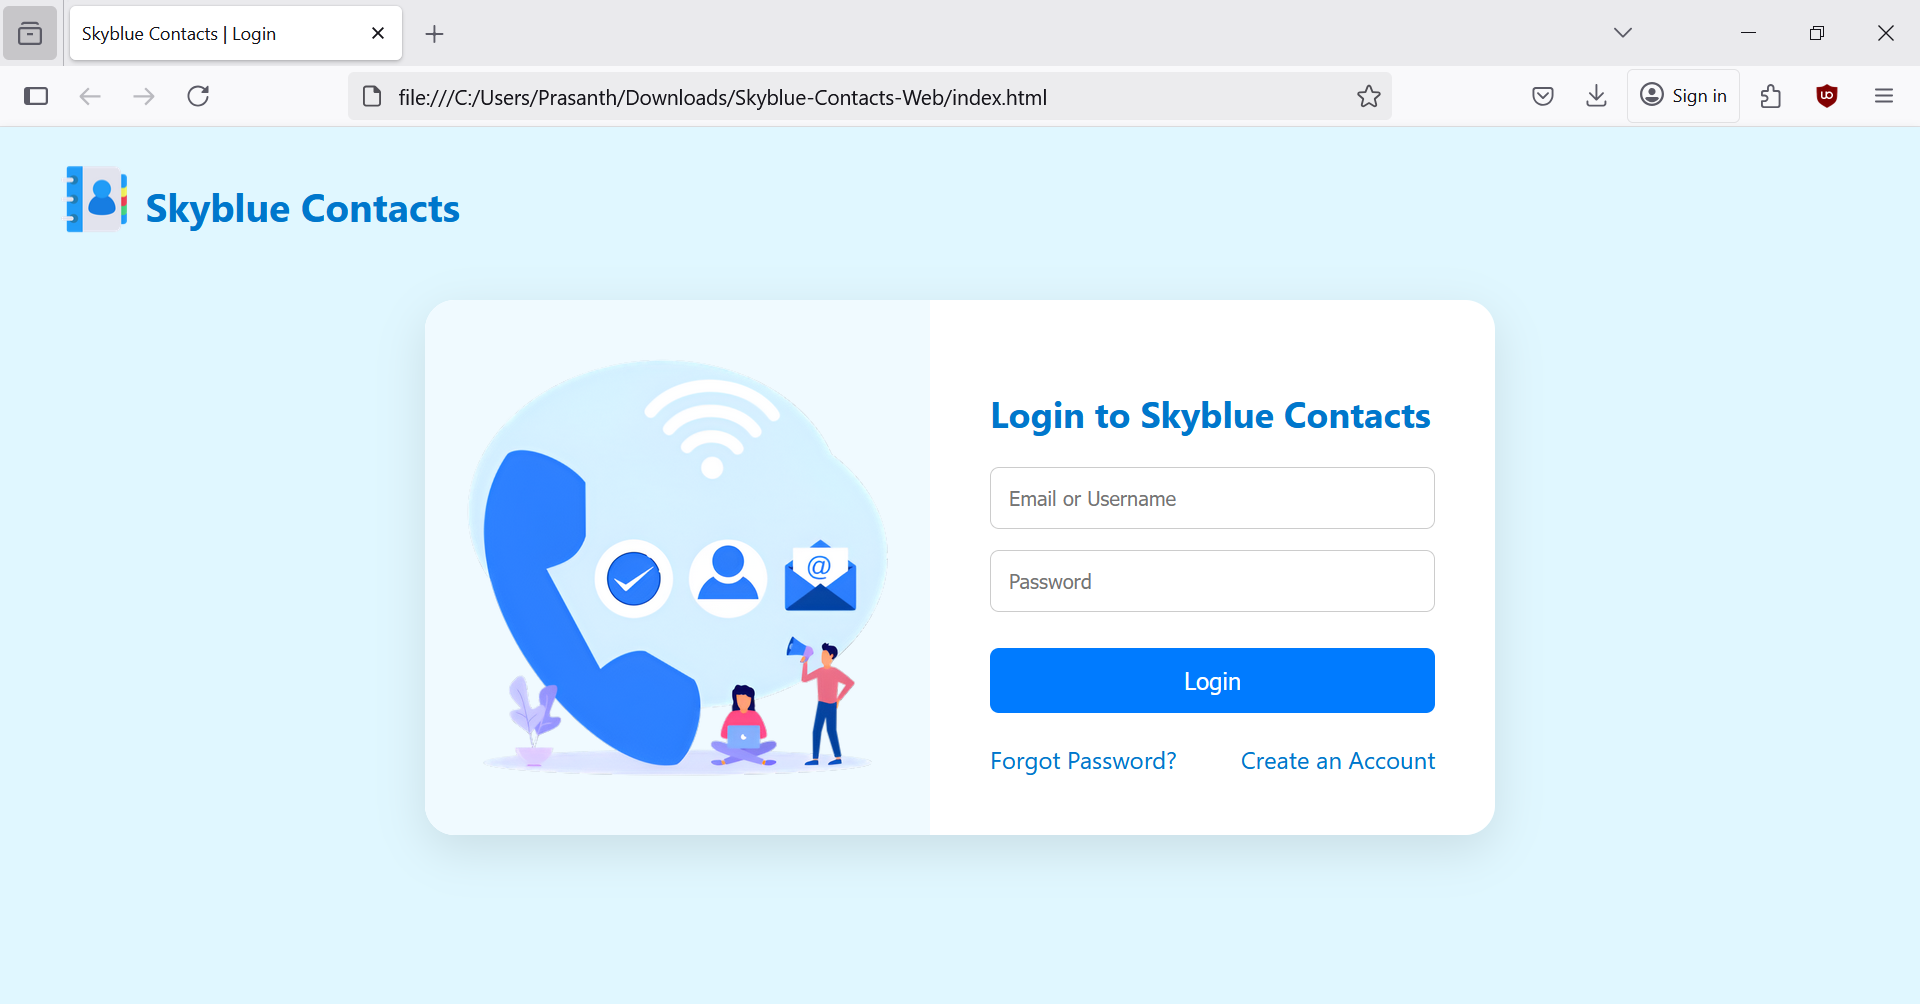 Skyblue Contacts | Login
file:///C:/Users/Prasanth/Downloads/Skyblue-Contacts-Web/index.html
Sign in
Skyblue Contacts
Login to Skyblue Contacts
Email or Username
@
Password
Login
Forgot Password? Create an Account